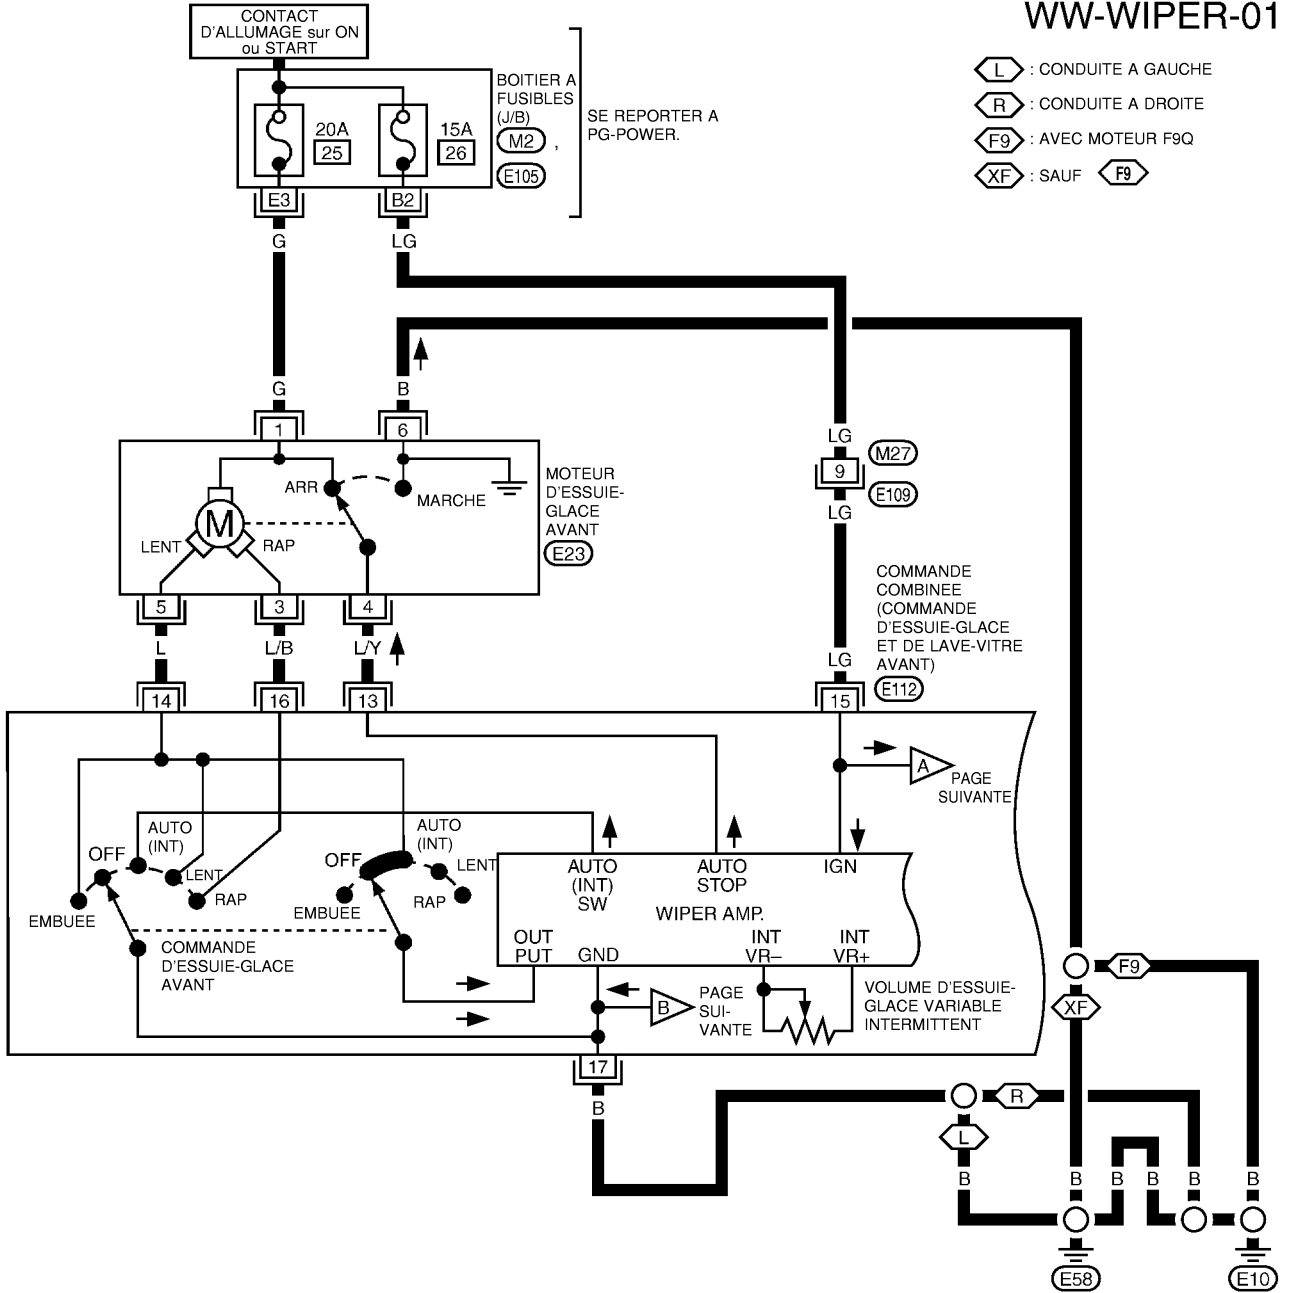 WW-WIPER-01
CONTACT
D'ALLUMAGE sur ON
ou START
L : CONDUITE A GAUCHE
R : CONDUITE A DROITE
F9 : AVEC MOTEUR F9Q
XF : SAUF F9
BOITIER A
FUSIBLES
(J/B)
M2 ,
E105
SE REPORTER A
PG-POWER.
20A
25
15A
26
E3
B2
G
LG
G
B
1
6
LG
9
M27
E109
LG
ARR
MARCHE
M
LENT
RAP
MOTEUR
D'ESSUIE-
GLACE
AVANT
E23
5
3
4
L
L/B
L/Y
14
16
13
COMMANDE
COMBINEE
(COMMANDE
D'ESSUIE-GLACE
ET DE LAVE-VITRE
AVANT)
E112
LG
15
A
PAGE
SUIVANTE
OFF
AUTO
(INT)
LENT
RAP
EMBUEE
COMMANDE
D'ESSUIE-GLACE
AVANT
OFF
AUTO
(INT)
LENT
RAP
EMBUEE
AUTO
(INT)
SW
AUTO
STOP
IGN
WIPER AMP.
OUT
PUT
GND
INT
VR–
INT
VR+
B
PAGE
SUI-
VANTE
VOLUME D'ESSUIE-
GLACE VARIABLE
INTERMITTENT
F9
XF
17
B
R
L
B
B
B
B
B
B
E58
E10